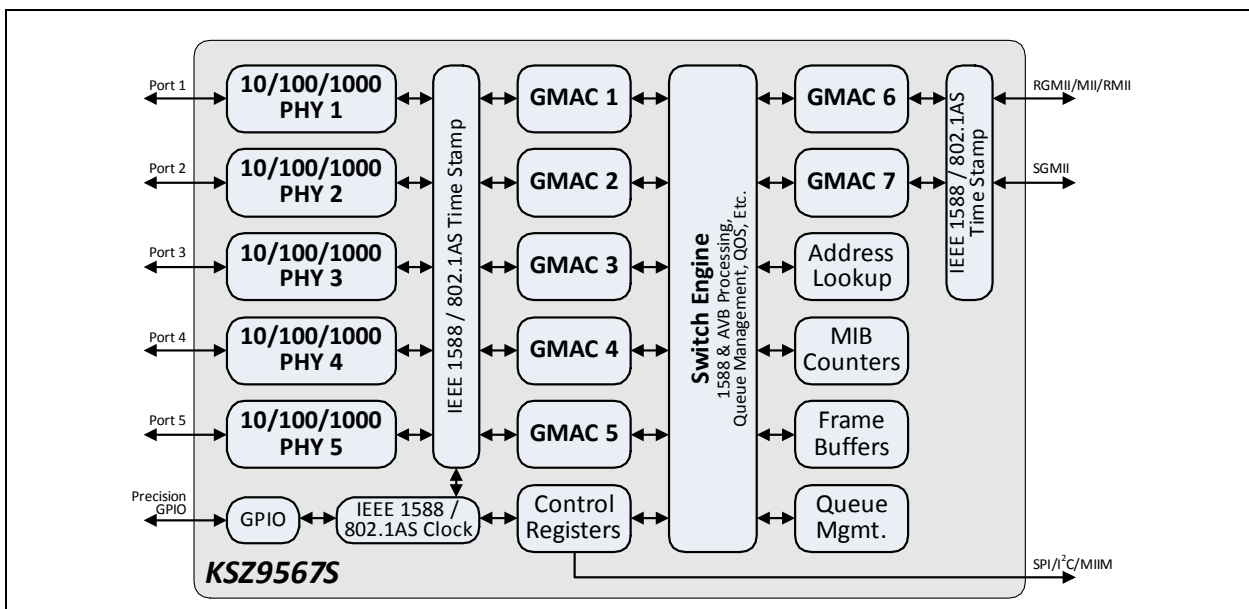 Port 1
10/100/1000
PHY 1
Port 2
10/100/1000
PHY 2
Port 3
10/100/1000
PHY 3
Port 4
10/100/1000
PHY 4
Port 5
10/100/1000
PHY 5
Precision
GPIO
GPIO
IEEE 1588 /
802.1AS Clock
IEEE 1588 / 802.1AS Time Stamp
GMAC 1
GMAC 2
GMAC 3
GMAC 4
GMAC 5
Control
Registers
Switch Engine
1588 & AVB Processing,
Queue Management, QOS, Etc.
GMAC 6
GMAC 7
Address
Lookup
MIB
Counters
Frame
Buffers
Queue
Mgmt.
IEEE 1588 / 802.1AS
Time Stamp
RGMII/MII/RMII
SGMII
SPI/I²C/MIIM
KSZ9567S